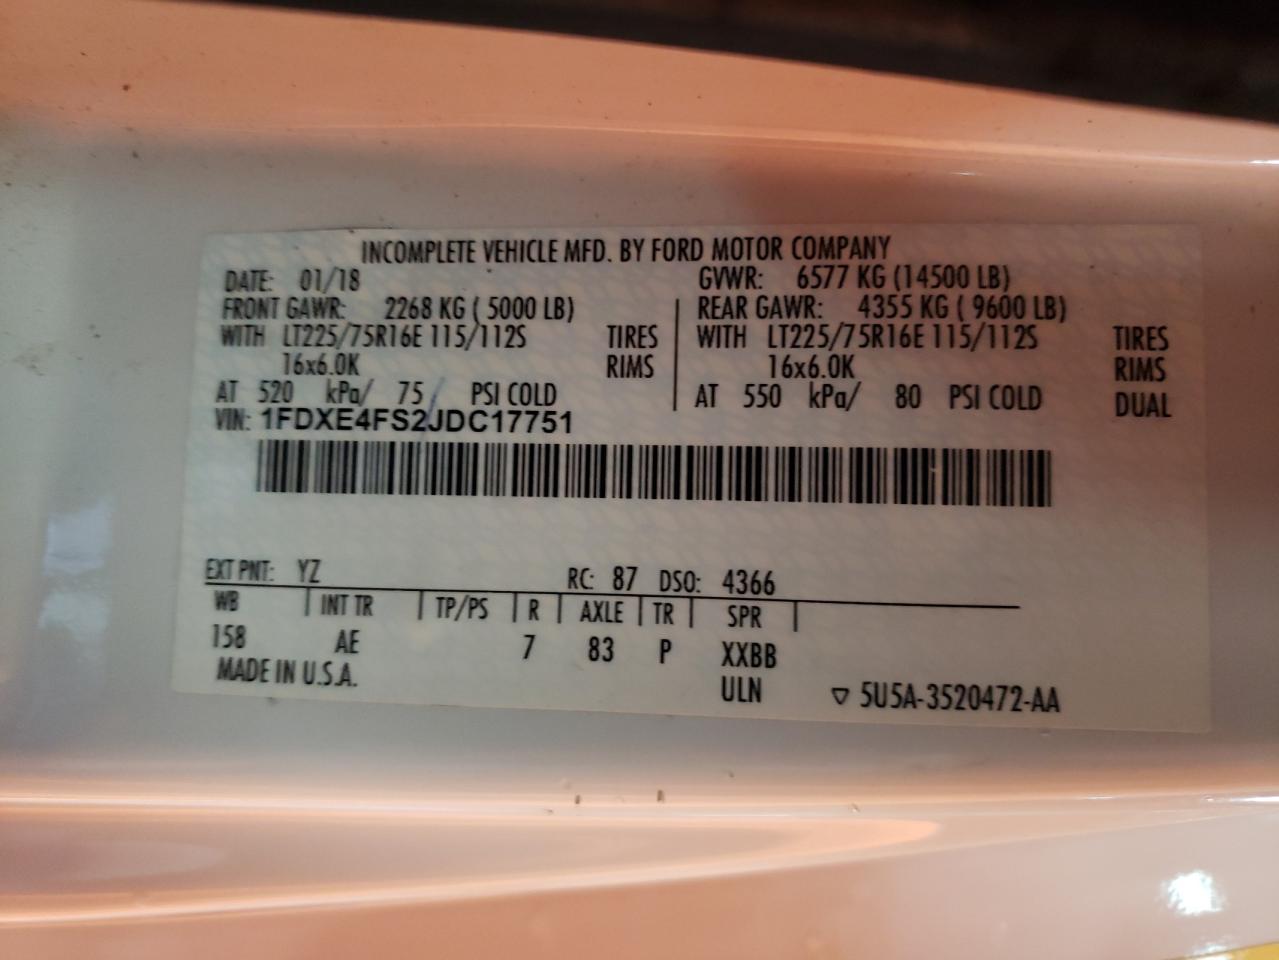 INCOMPLETE VEHICLE MFD. BY FORD MOTOR COMPANY
DATE: 01/18 GVWR: 6577 KG (14500 LB)
FRONT GAWR: 2268 KG ( 5000 LB) REAR GAWR: 4355 KG ( 9600 LB)
WITH LT225/75R16E 115/112S TIRES WITH LT225/75R16E 115/112S TIRES
16x6.0K RIMS 16x6.0K RIMS
AT 520 kPa/ 75 PSI COLD AT 550 kPa/ 80 PSI COLD DUAL
VIN: 1FDXE4FS2JDC17751
EXT PNT: YZ RC: 87 DSO: 4366
WB INT TR TP/PS R AXLE TR SPR
158 AE 7 83 P XXBB
MADE IN U.S.A. ULN ▽ 5U5A-3520472-AA